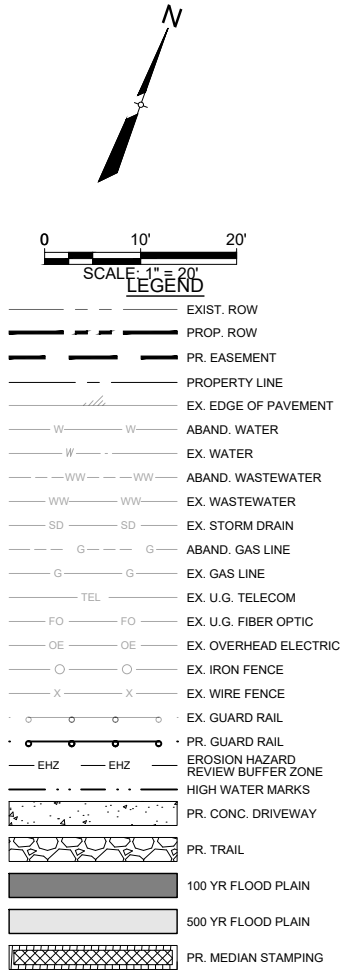 N
0 10' 20'
SCALE: 1" = 20'
LEGEND
EXIST. ROW
PROP. ROW
PR. EASEMENT
PROPERTY LINE
EX. EDGE OF PAVEMENT
W W ABAND. WATER
W EX. WATER
WW WW ABAND. WASTEWATER
WW WW EX. WASTEWATER
SD SD EX. STORM DRAIN
G G ABAND. GAS LINE
G G EX. GAS LINE
TEL EX. U.G. TELECOM
FO FO EX. U.G. FIBER OPTIC
OE OE EX. OVERHEAD ELECTRIC
EX. IRON FENCE
X X EX. WIRE FENCE
EX. GUARD RAIL
PR. GUARD RAIL
EHZ EHZ EROSION HAZARD
REVIEW BUFFER ZONE
HIGH WATER MARKS
PR. CONC. DRIVEWAY
PR. TRAIL
100 YR FLOOD PLAIN
500 YR FLOOD PLAIN
PR. MEDIAN STAMPING